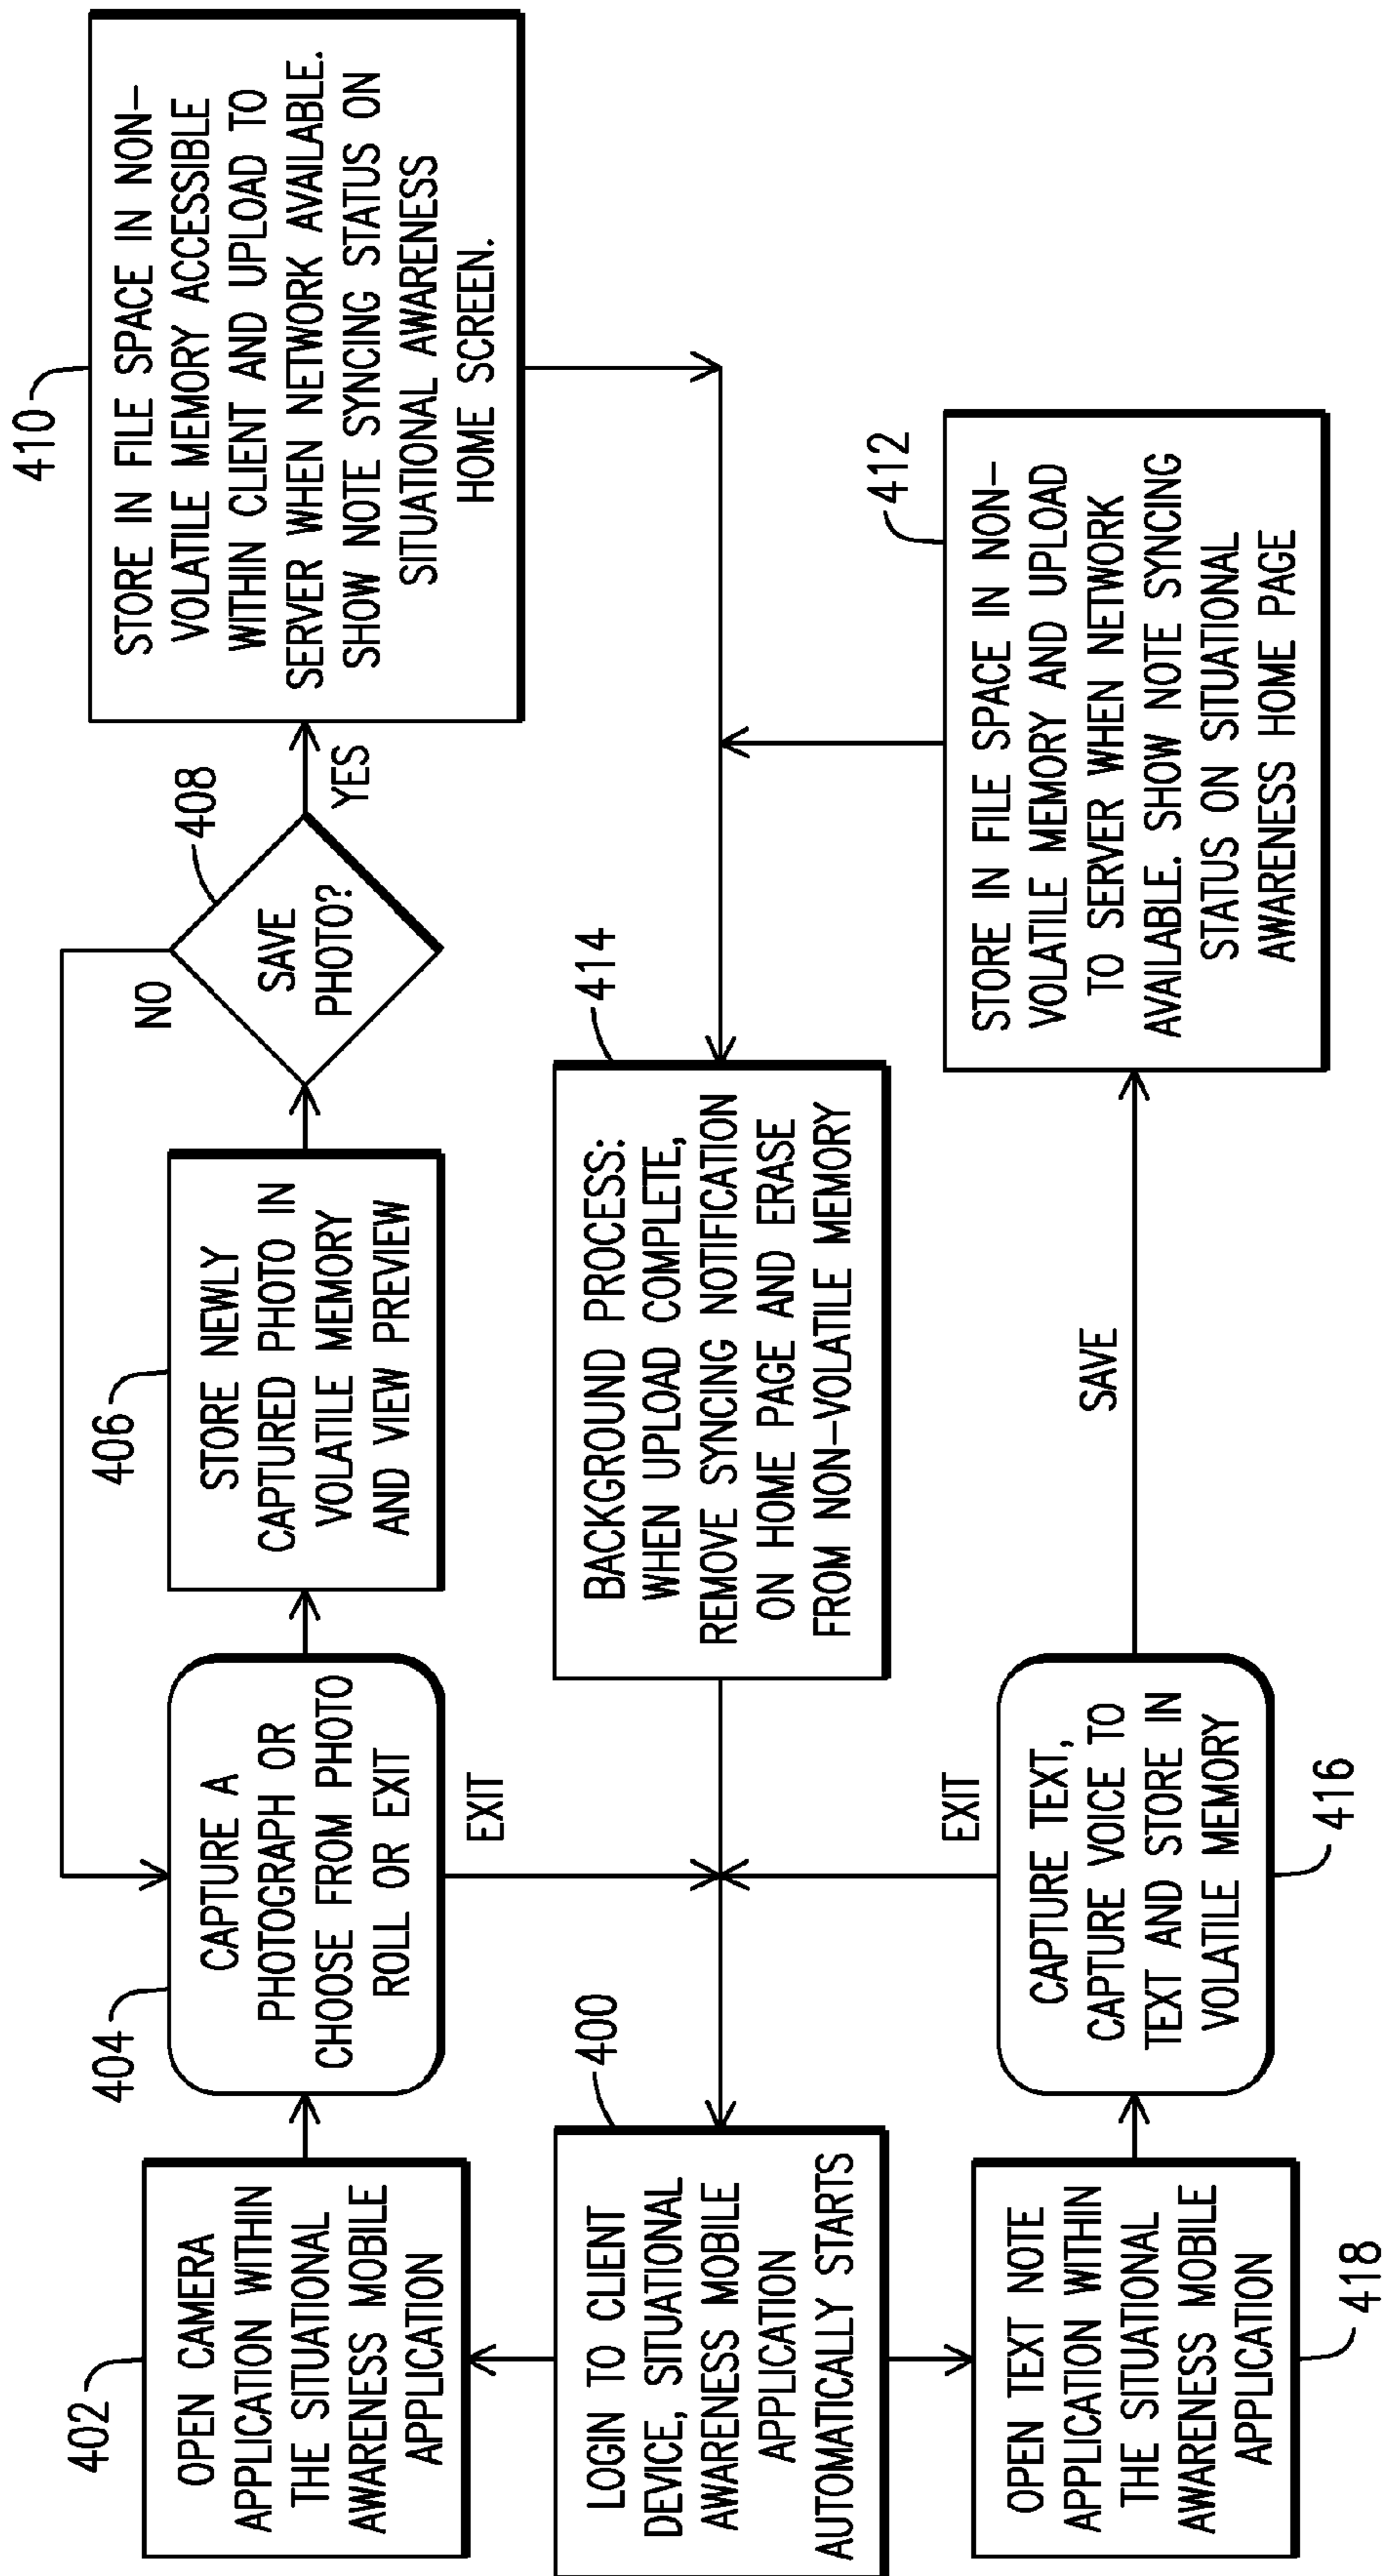 402
OPEN CAMERA
APPLICATION WITHIN
THE SITUATIONAL
AWARENESS MOBILE
APPLICATION
404
CAPTURE A
PHOTOGRAPH OR
CHOOSE FROM PHOTO
ROLL OR EXIT
EXIT
406
STORE NEWLY
CAPTURED PHOTO IN
VOLATILE MEMORY
AND VIEW PREVIEW
408
SAVE
PHOTO?
NO
YES
410
STORE IN FILE SPACE IN NON-
VOLATILE MEMORY ACCESSIBLE
WITHIN CLIENT AND UPLOAD TO
SERVER WHEN NETWORK AVAILABLE.
SHOW NOTE SYNCING STATUS ON
SITUATIONAL AWARENESS
HOME SCREEN.
400
LOGIN TO CLIENT
DEVICE, SITUATIONAL
AWARENESS MOBILE
APPLICATION
AUTOMATICALLY STARTS
414
BACKGROUND PROCESS:
WHEN UPLOAD COMPLETE,
REMOVE SYNCING NOTIFICATION
ON HOME PAGE AND ERASE
FROM NON-VOLATILE MEMORY
OPEN TEXT NOTE
APPLICATION WITHIN
THE SITUATIONAL
AWARENESS MOBILE
APPLICATION
418
EXIT
CAPTURE TEXT,
CAPTURE VOICE TO
TEXT AND STORE IN
VOLATILE MEMORY
416
SAVE
412
STORE IN FILE SPACE IN NON-
VOLATILE MEMORY AND UPLOAD
TO SERVER WHEN NETWORK
AVAILABLE. SHOW NOTE SYNCING
STATUS ON SITUATIONAL
AWARENESS HOME PAGE